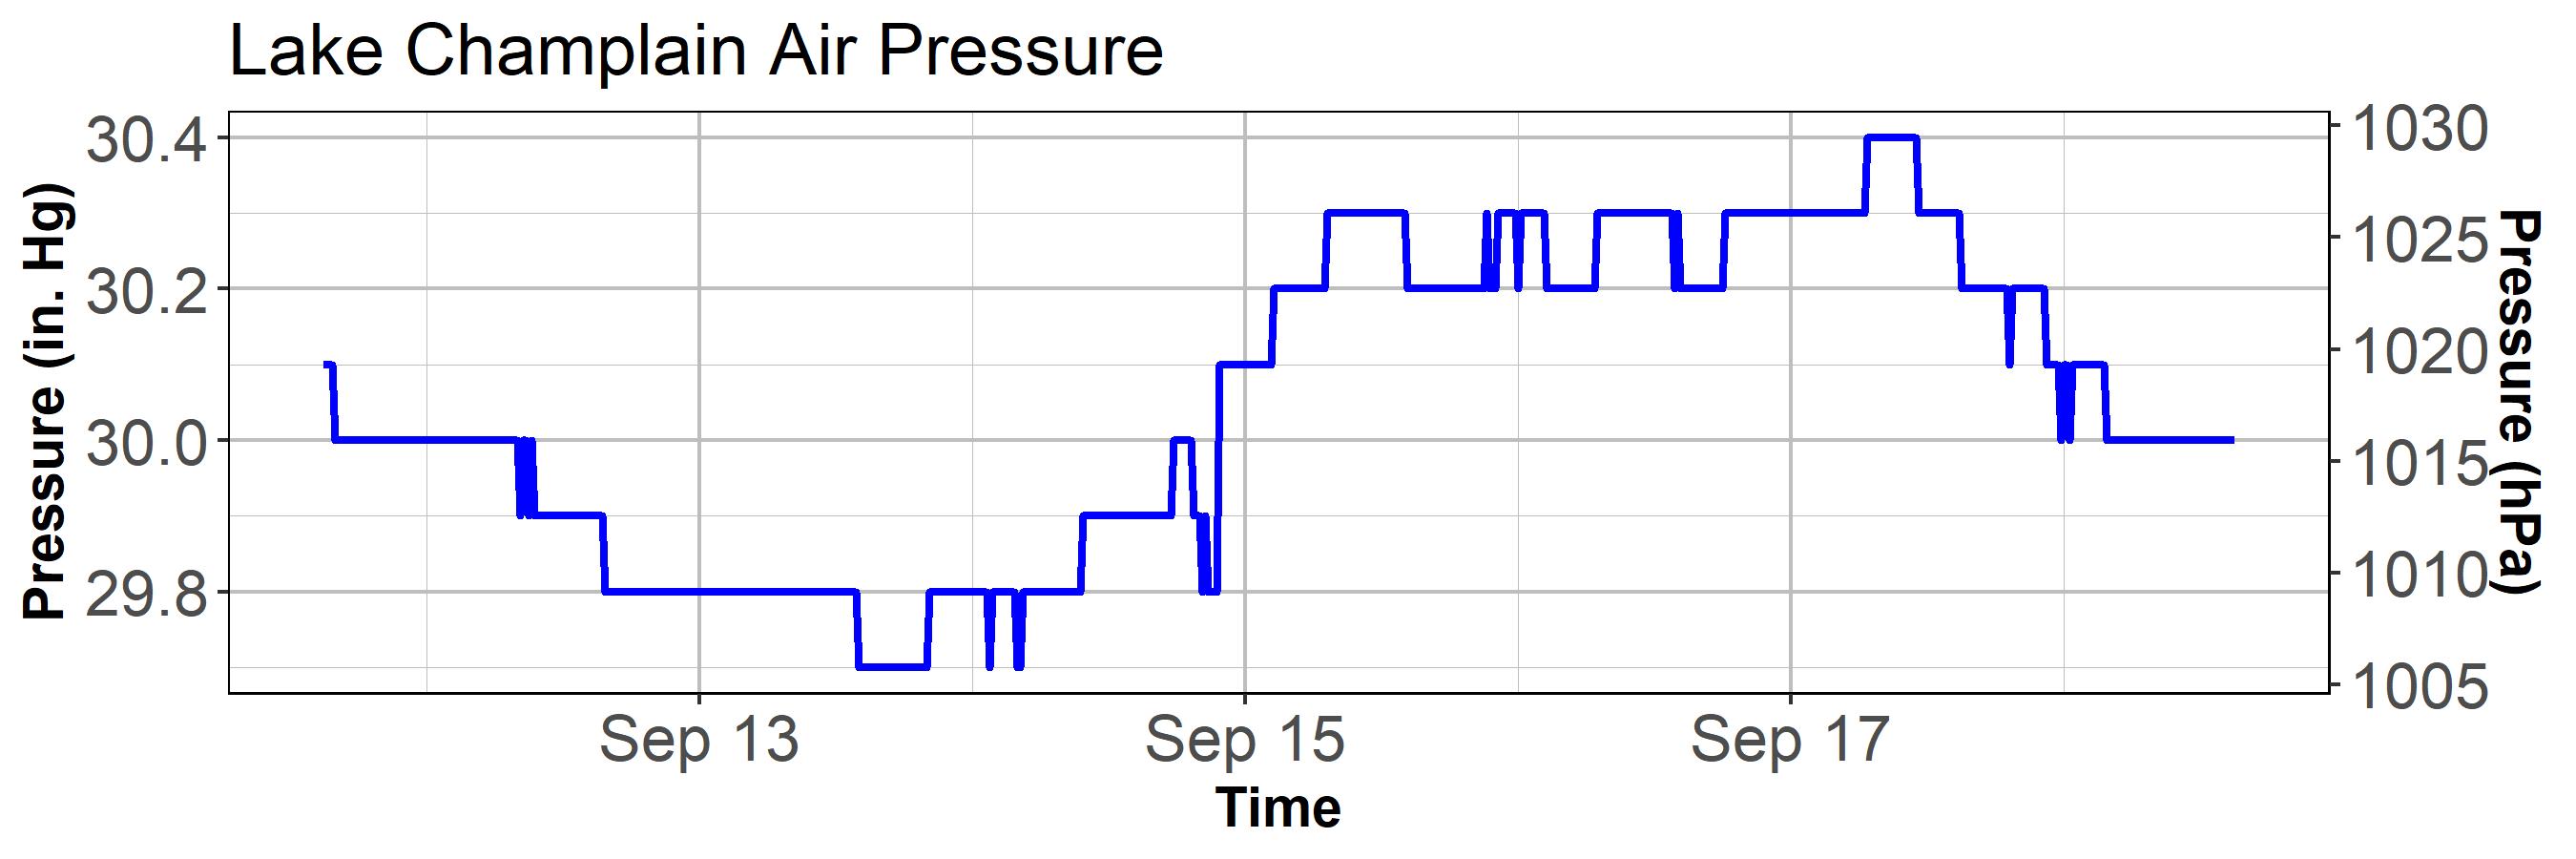 Lake Champlain Air Pressure
Pressure (in. Hg)
30.4
30.2
30.0
29.8
1030
1025
1020
1015
1010
1005
Pressure (hPa)
Sep 13
Sep 15
Sep 17
Time